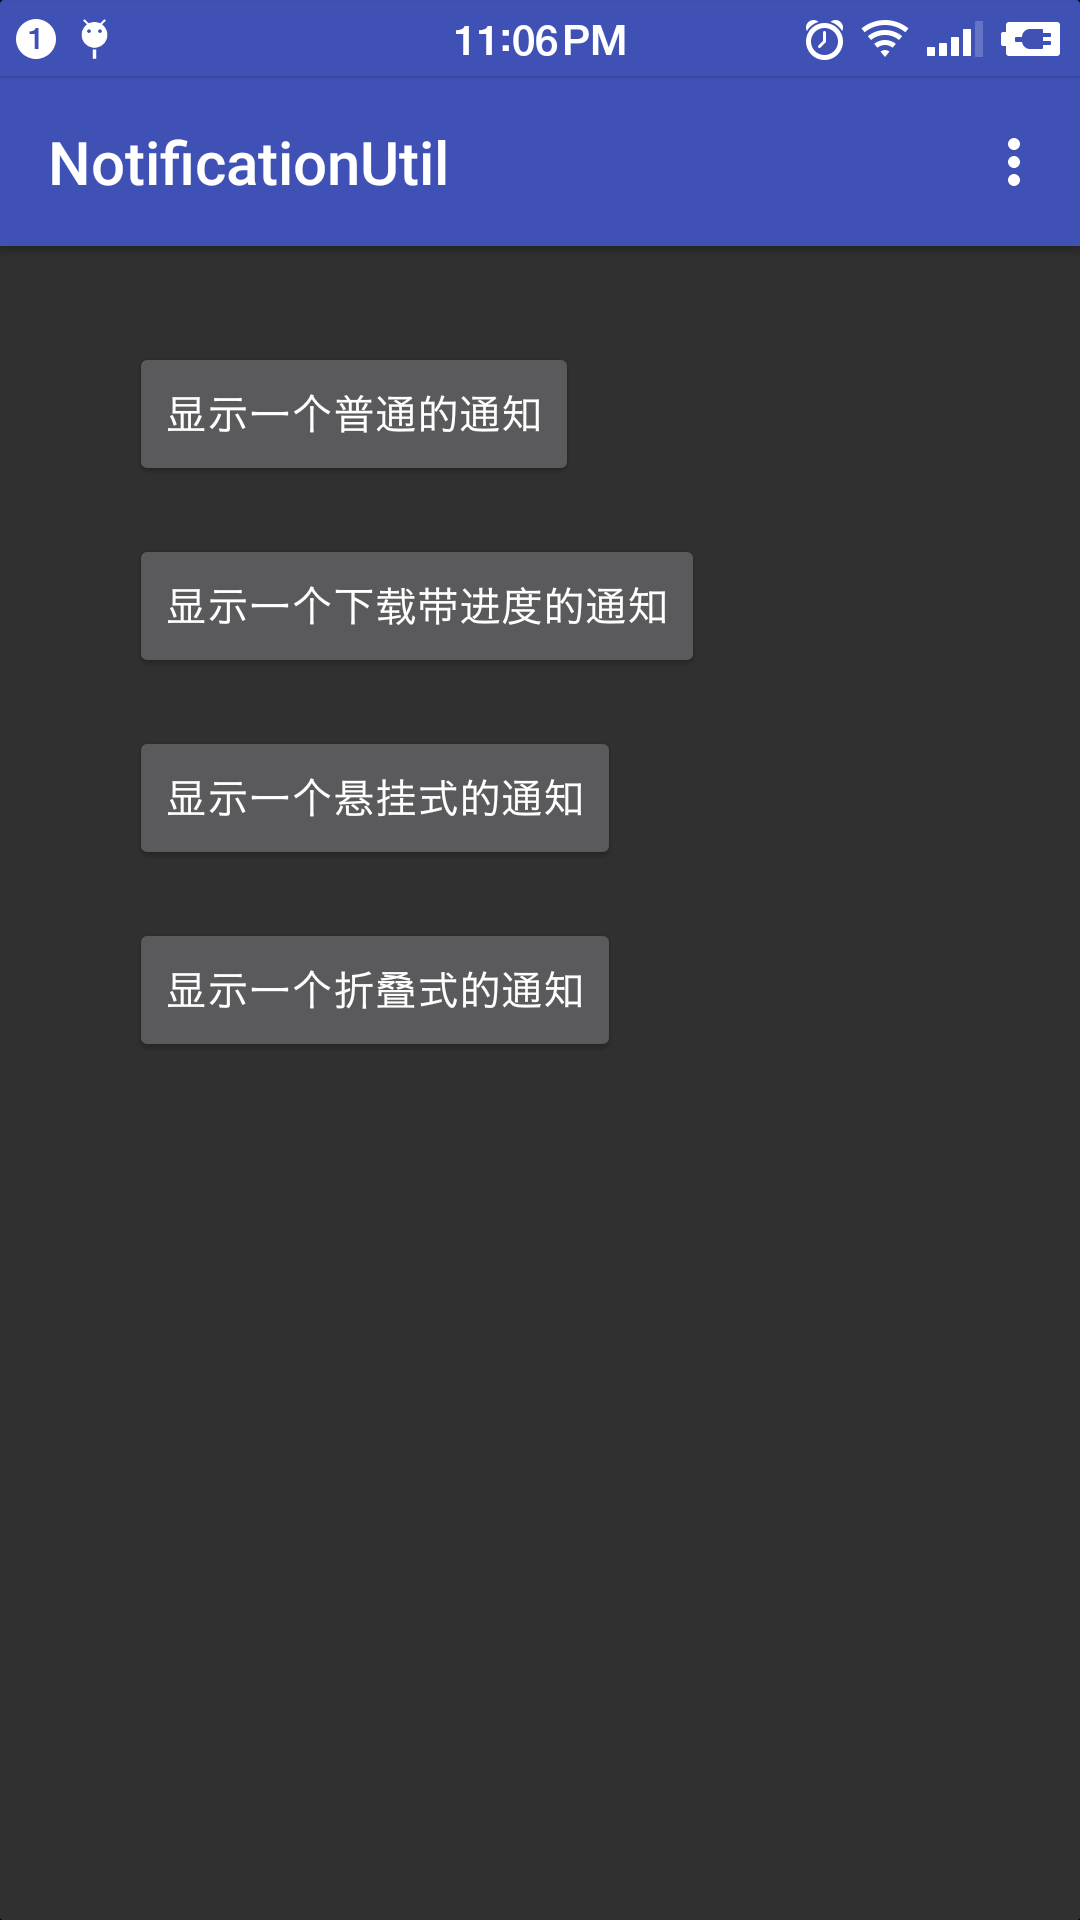 1 11:06 PM
NotificationUtil
显示一个普通的通知
显示一个下载带进度的通知
显示一个悬挂式的通知
显示一个折叠式的通知